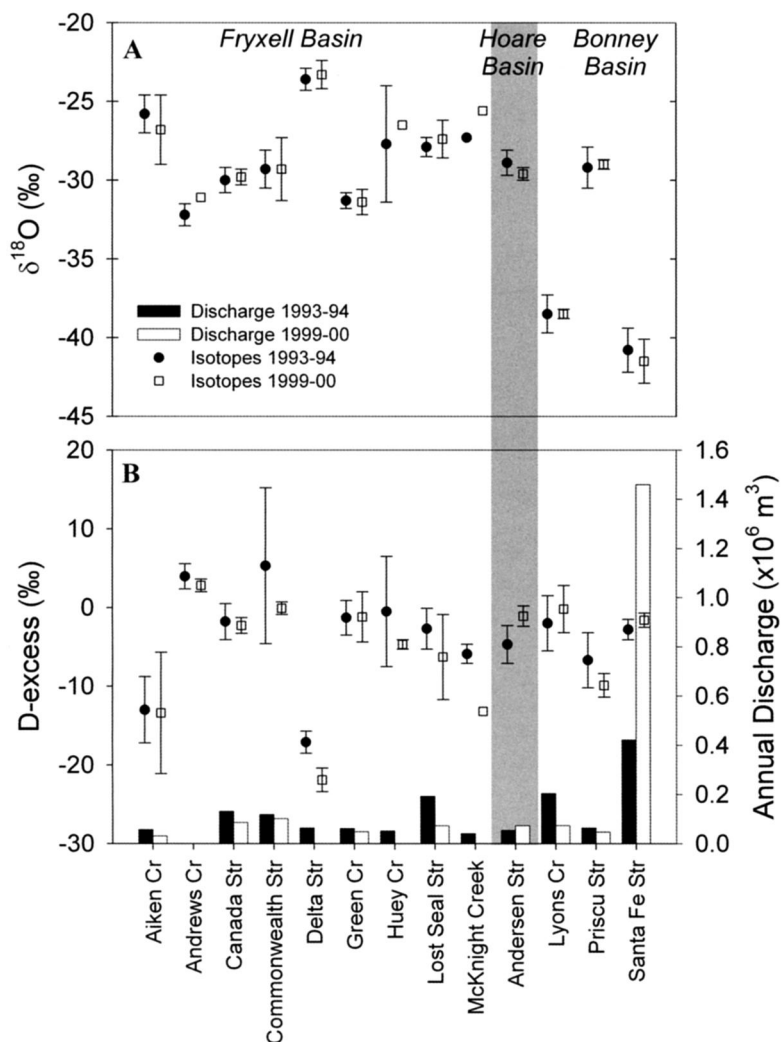 A
Fryxell Basin
Hoare Basin
Bonney Basin
-20
-25
-30
-35
-40
-45
δ18O (‰)
Discharge 1993-94
Discharge 1999-00
Isotopes 1993-94
Isotopes 1999-00
B
20
10
0
-10
-20
-30
D-excess (‰)
1.6
1.4
1.2
1.0
0.8
0.6
0.4
0.2
0.0
Annual Discharge (x10⁶ m³)
Aiken Cr
Andrews Cr
Canada Str
Commonwealth Str
Delta Str
Green Cr
Huey Cr
Lost Seal Str
McKnight Creek
Andersen Str
Lyons Cr
Priscu Str
Santa Fe Str